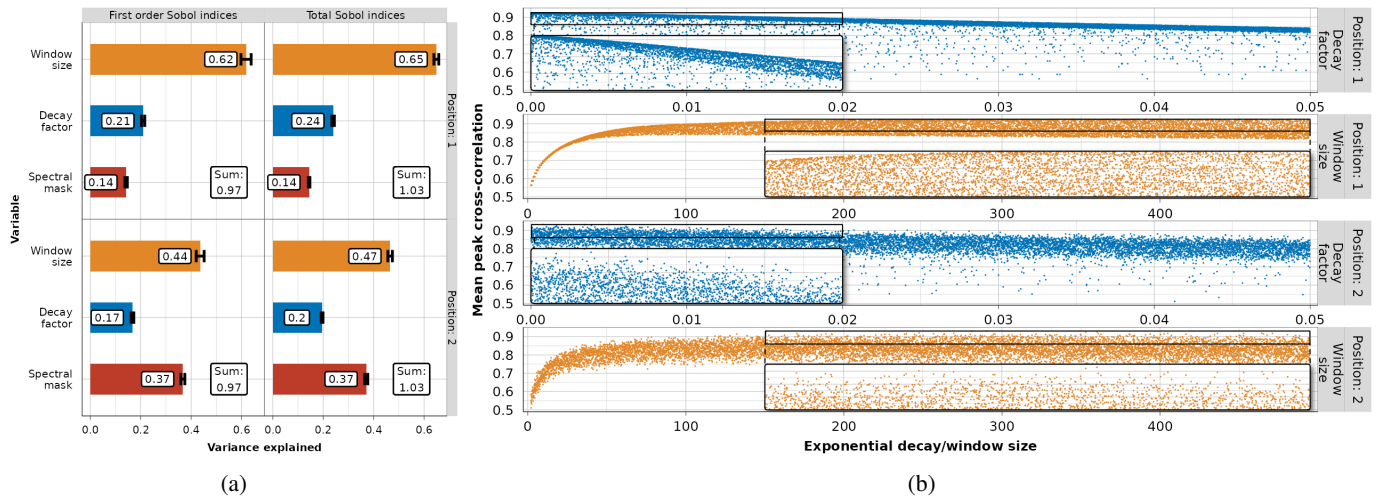 First order Sobol indices
Total Sobol indices
Variable
Window
size
0.62
0.65
Decay
factor
0.21
0.24
Spectral
mask
0.14
Sum:
0.97
0.14
Sum:
1.03
Position: 1
Window
size
0.44
0.47
Decay
factor
0.17
0.2
Spectral
mask
0.37
Sum:
0.97
0.37
Sum:
1.03
Position: 2
0.0 0.2 0.4 0.6 0.0 0.2 0.4 0.6
Variance explained
(a)
Mean peak cross-correlation
0.9
0.8
0.7
0.6
0.5
0.00 0.01 0.02 0.03 0.04 0.05
Position: 1
Decay
factor
0.9
0.8
0.7
0.6
0.5
0 100 200 300 400
Position: 1
Window
size
0.9
0.8
0.7
0.6
0.5
0.00 0.01 0.02 0.03 0.04 0.05
Position: 2
Decay
factor
0.9
0.8
0.7
0.6
0.5
0 100 200 300 400
Position: 2
Window
size
Exponential decay/window size
(b)